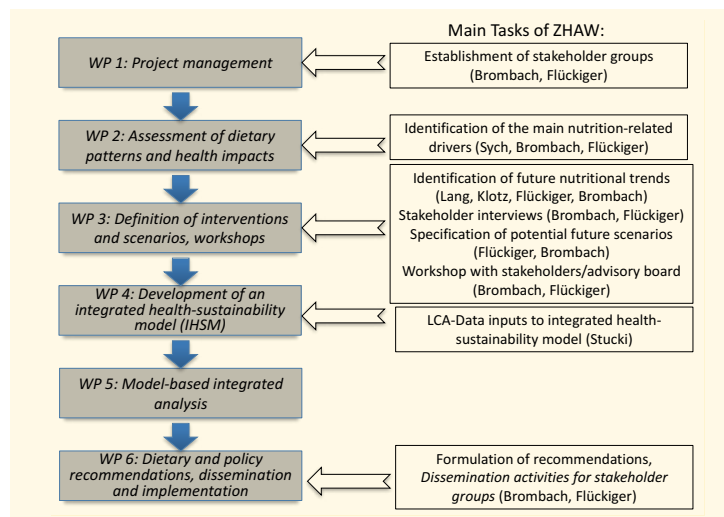 Main Tasks of ZHAW:
WP 1: Project management
Establishment of stakeholder groups
(Brombach, Flückiger)
WP 2: Assessment of dietary
patterns and health impacts
Identification of the main nutrition-related
drivers (Sych, Brombach, Flückiger)
WP 3: Definition of interventions
and scenarios, workshops
Identification of future nutritional trends
(Lang, Klotz, Flückiger, Brombach)
Stakeholder interviews (Brombach, Flückiger)
Specification of potential future scenarios
(Flückiger, Brombach)
Workshop with stakeholders/advisory board
(Brombach, Flückiger)
WP 4: Development of an
integrated health-sustainability
model (IHSM)
LCA-Data inputs to integrated health-
sustainability model (Stucki)
WP 5: Model-based integrated
analysis
WP 6: Dietary and policy
recommendations, dissemination
and implementation
Formulation of recommendations,
Dissemination activities for stakeholder
groups (Brombach, Flückiger)